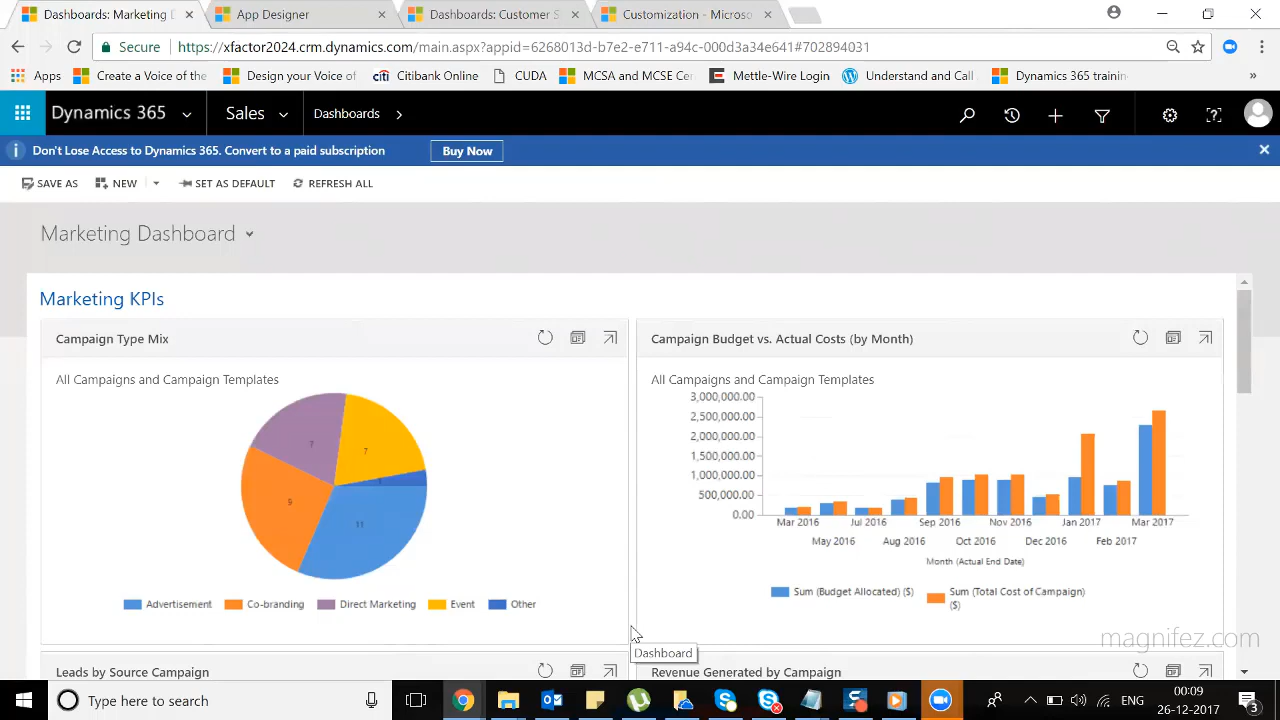 Dashboards: Marketing D
App Designer
Dashboards: Customer S
Customization - Microso
Secure
https://xfactor2024.crm.dynamics.com/main.aspx?appid=6268013d-b7e2-e711-a94c-000d3a34e641#702894031
Apps
Create a Voice of the
Design your Voice of
citi Citibank Online
CUDA
MCSA and MCSE Cer
Mettle-Wire Login
Understand and Call
Dynamics 365 trainin
Dynamics 365
Sales
Dashboards
Don't Lose Access to Dynamics 365. Convert to a paid subscription
Buy Now
SAVE AS
NEW
SET AS DEFAULT
REFRESH ALL
Marketing Dashboard
Marketing KPIs
Campaign Type Mix
All Campaigns and Campaign Templates
7
7
9
11
Advertisement
Co-branding
Direct Marketing
Event
Other
Campaign Budget vs. Actual Costs (by Month)
All Campaigns and Campaign Templates
3,000,000.00
2,500,000.00
2,000,000.00
1,500,000.00
1,000,000.00
500,000.00
0.00
Mar 2016 Jul 2016 Sep 2016 Nov 2016 Jan 2017 Mar 2017
May 2016 Aug 2016 Oct 2016 Dec 2016 Feb 2017
Month (Actual End Date)
Sum (Budget Allocated) ($)
Sum (Total Cost of Campaign)
($)
magnifez.com
Dashboard
Leads by Source Campaign
Revenue Generated by Campaign
Type here to search
ENG
00:09
26-12-2017
3